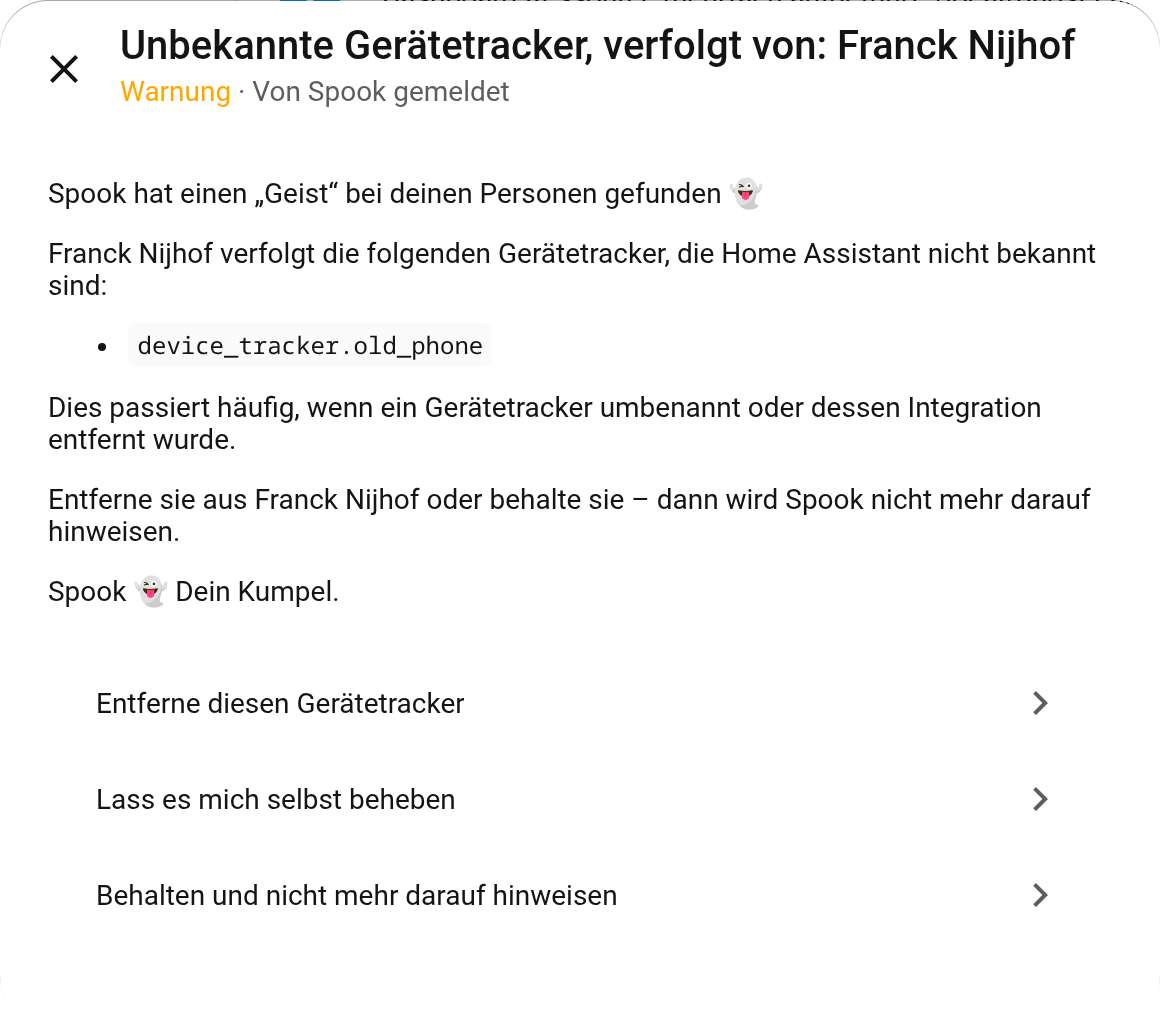 Unbekannte Gerätetracker, verfolgt von: Franck Nijhof
Warnung · Von Spook gemeldet
Spook hat einen „Geist“ bei deinen Personen gefunden 👻
Franck Nijhof verfolgt die folgenden Gerätetracker, die Home Assistant nicht bekannt
sind:
• device_tracker.old_phone
Dies passiert häufig, wenn ein Gerätetracker umbenannt oder dessen Integration
entfernt wurde.
Entferne sie aus Franck Nijhof oder behalte sie – dann wird Spook nicht mehr darauf
hinweisen.
Spook 👻 Dein Kumpel.
Entferne diesen Gerätetracker
Lass es mich selbst beheben
Behalten und nicht mehr darauf hinweisen